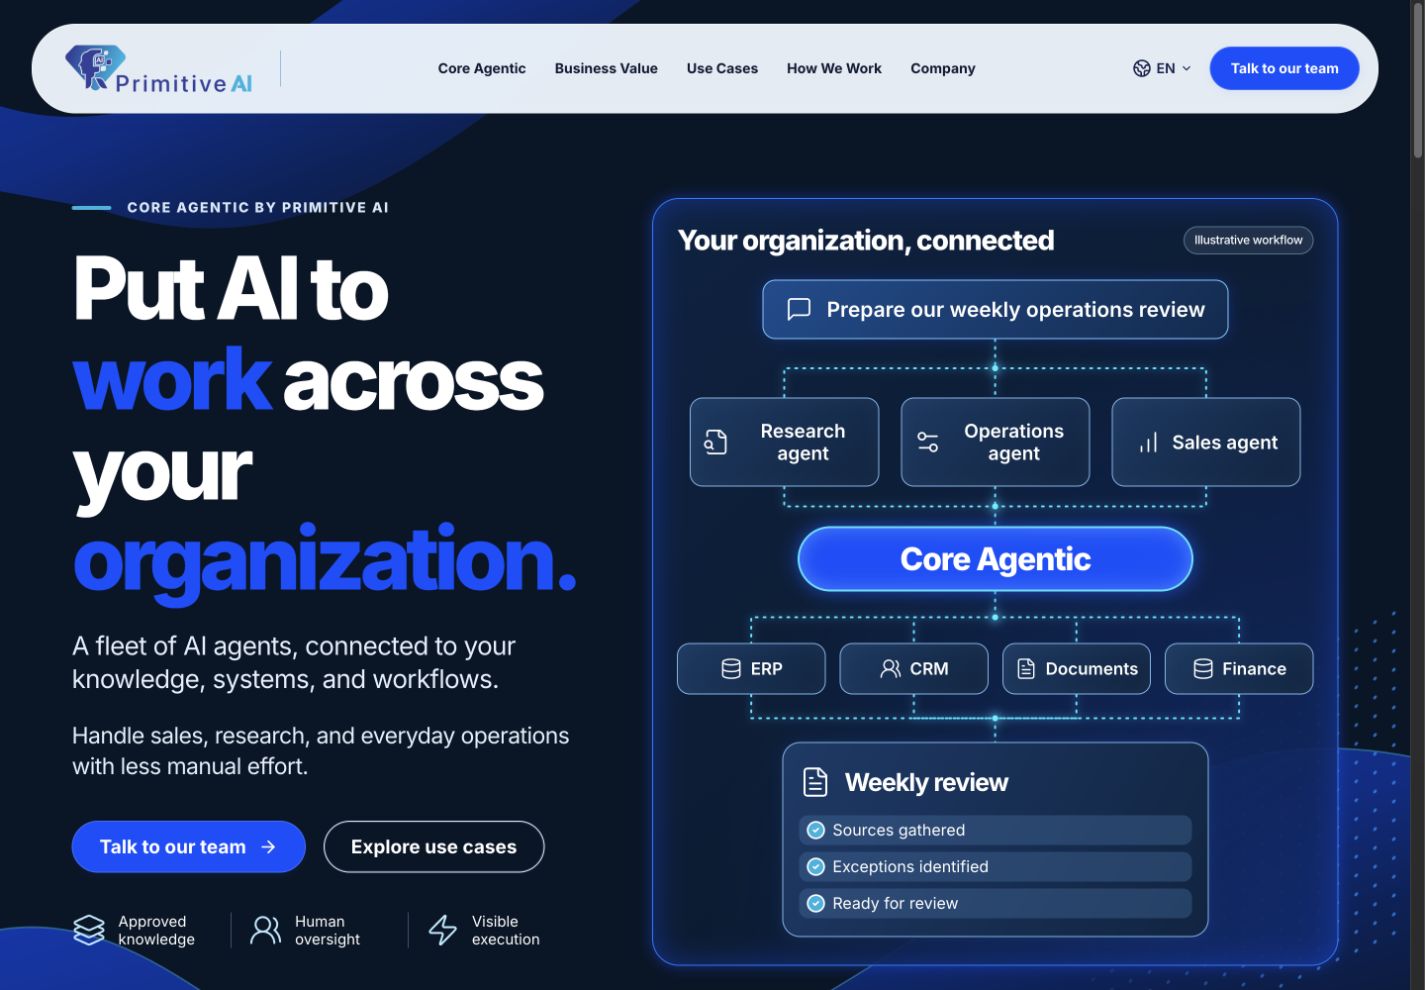 Primitive AI
Core Agentic
Business Value
Use Cases
How We Work
Company
EN
Talk to our team
CORE AGENTIC BY PRIMITIVE AI
Put AI to
work across
your
organization.
A fleet of AI agents, connected to your
knowledge, systems, and workflows.
Handle sales, research, and everyday operations
with less manual effort.
Talk to our team
Explore use cases
Approved
knowledge
Human
oversight
Visible
execution
Your organization, connected
Illustrative workflow
Prepare our weekly operations review
Research
agent
Operations
agent
Sales agent
Core Agentic
ERP
CRM
Documents
Finance
Weekly review
Sources gathered
Exceptions identified
Ready for review